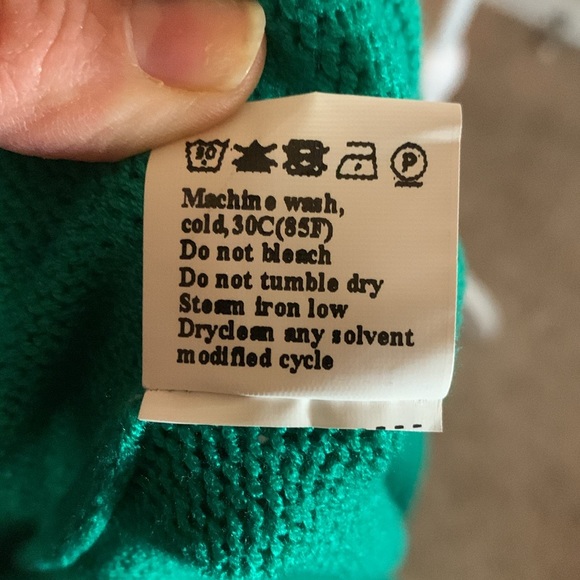 30 P
Machine wash,
cold,30C(85F)
Do not bleach
Do not tumble dry
Steam iron low
Dryclean any solvent
modified cycle